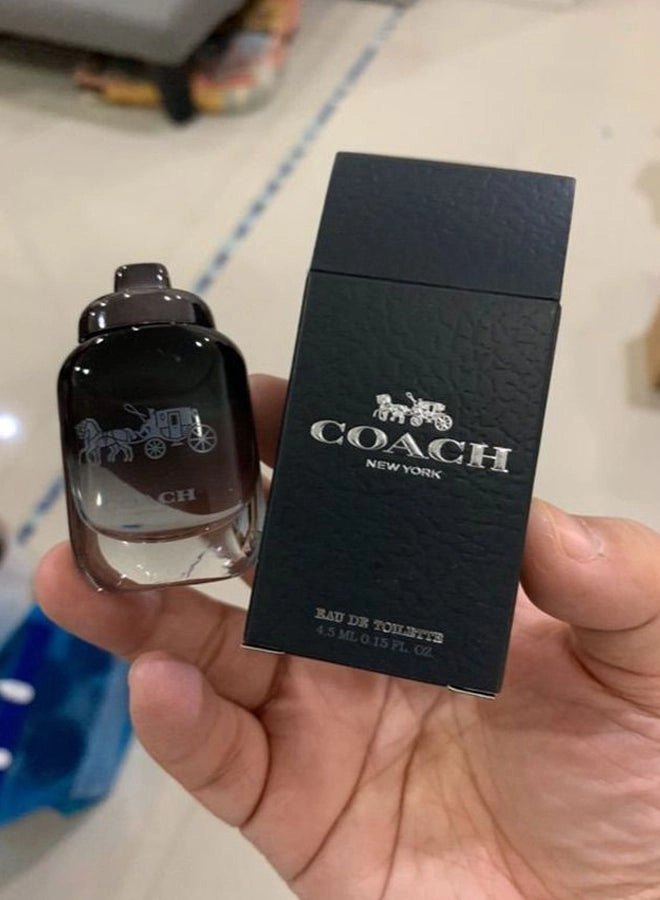 COACH
NEW YORK
EAU DE TOILETTE
4.5 ML 0.15 FL. OZ.
COACH